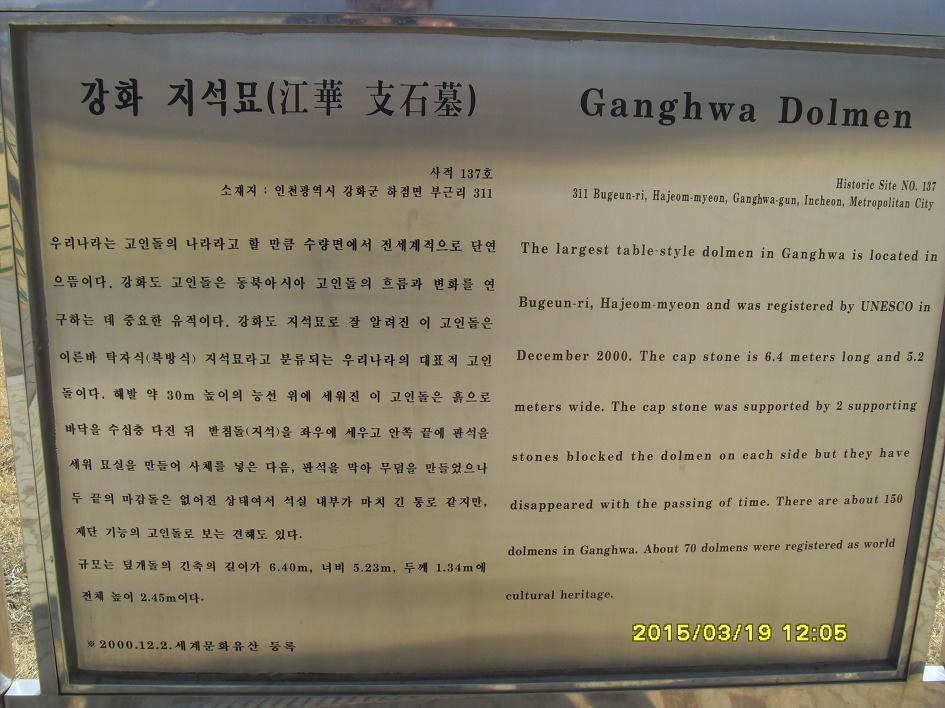 강화 지석묘(江華 支石墓)
사적 137호
소재지 : 인천광역시 강화군 하점면 부근리 311
우리나라는 고인돌의 나라라고 할 만큼 수량면에서 전세계적으로 단연
으뜸이다. 강화도 고인돌은 동북아시아 고인돌의 흐름과 변화를 연
구하는 데 중요한 유적이다. 강화도 지석묘로 잘 알려진 이 고인돌은
이른바 탁자식(북방식) 지석묘라고 분류되는 우리나라의 대표적 고인
돌이다. 해발 약 30m 높이의 능선 위에 세워진 이 고인돌은 흙으로
바닥을 수십충 다진 뒤 받침돌(지석)을 좌우에 세우고 안쪽 끝에 판석을
세워 묘실을 만들어 사체를 넣은 다음, 판석을 막아 무덤을 만들었으나
두 끝의 마감돌은 없어진 상태여서 석실 내부가 마치 긴 통로 같지만,
제단 기능의 고인돌로 보는 견해도 있다.
규모는 덮개돌의 긴축의 길이가 6.40m, 너비 5.23m, 두께 1.34m에
전체 높이 2.45m이다.
※2000.12.2.세계문화유산 등록
Ganghwa Dolmen
Historic Site NO. 137
311 Bugeun-ri, Hajeom-myeon, Ganghwa-gun, Incheon, Metropolitan City
The largest table-style dolmen in Ganghwa is located in
Bugeun-ri, Hajeom-myeon and was registered by UNESCO in
December 2000. The cap stone is 6.4 meters long and 5.2
meters wide. The cap stone was supported by 2 supporting
stones blocked the dolmen on each side but they have
disappeared with the passing of time. There are about 150
dolmens in Ganghwa. About 70 dolmens were registered as world
cultural heritage.
2015/03/19 12:05